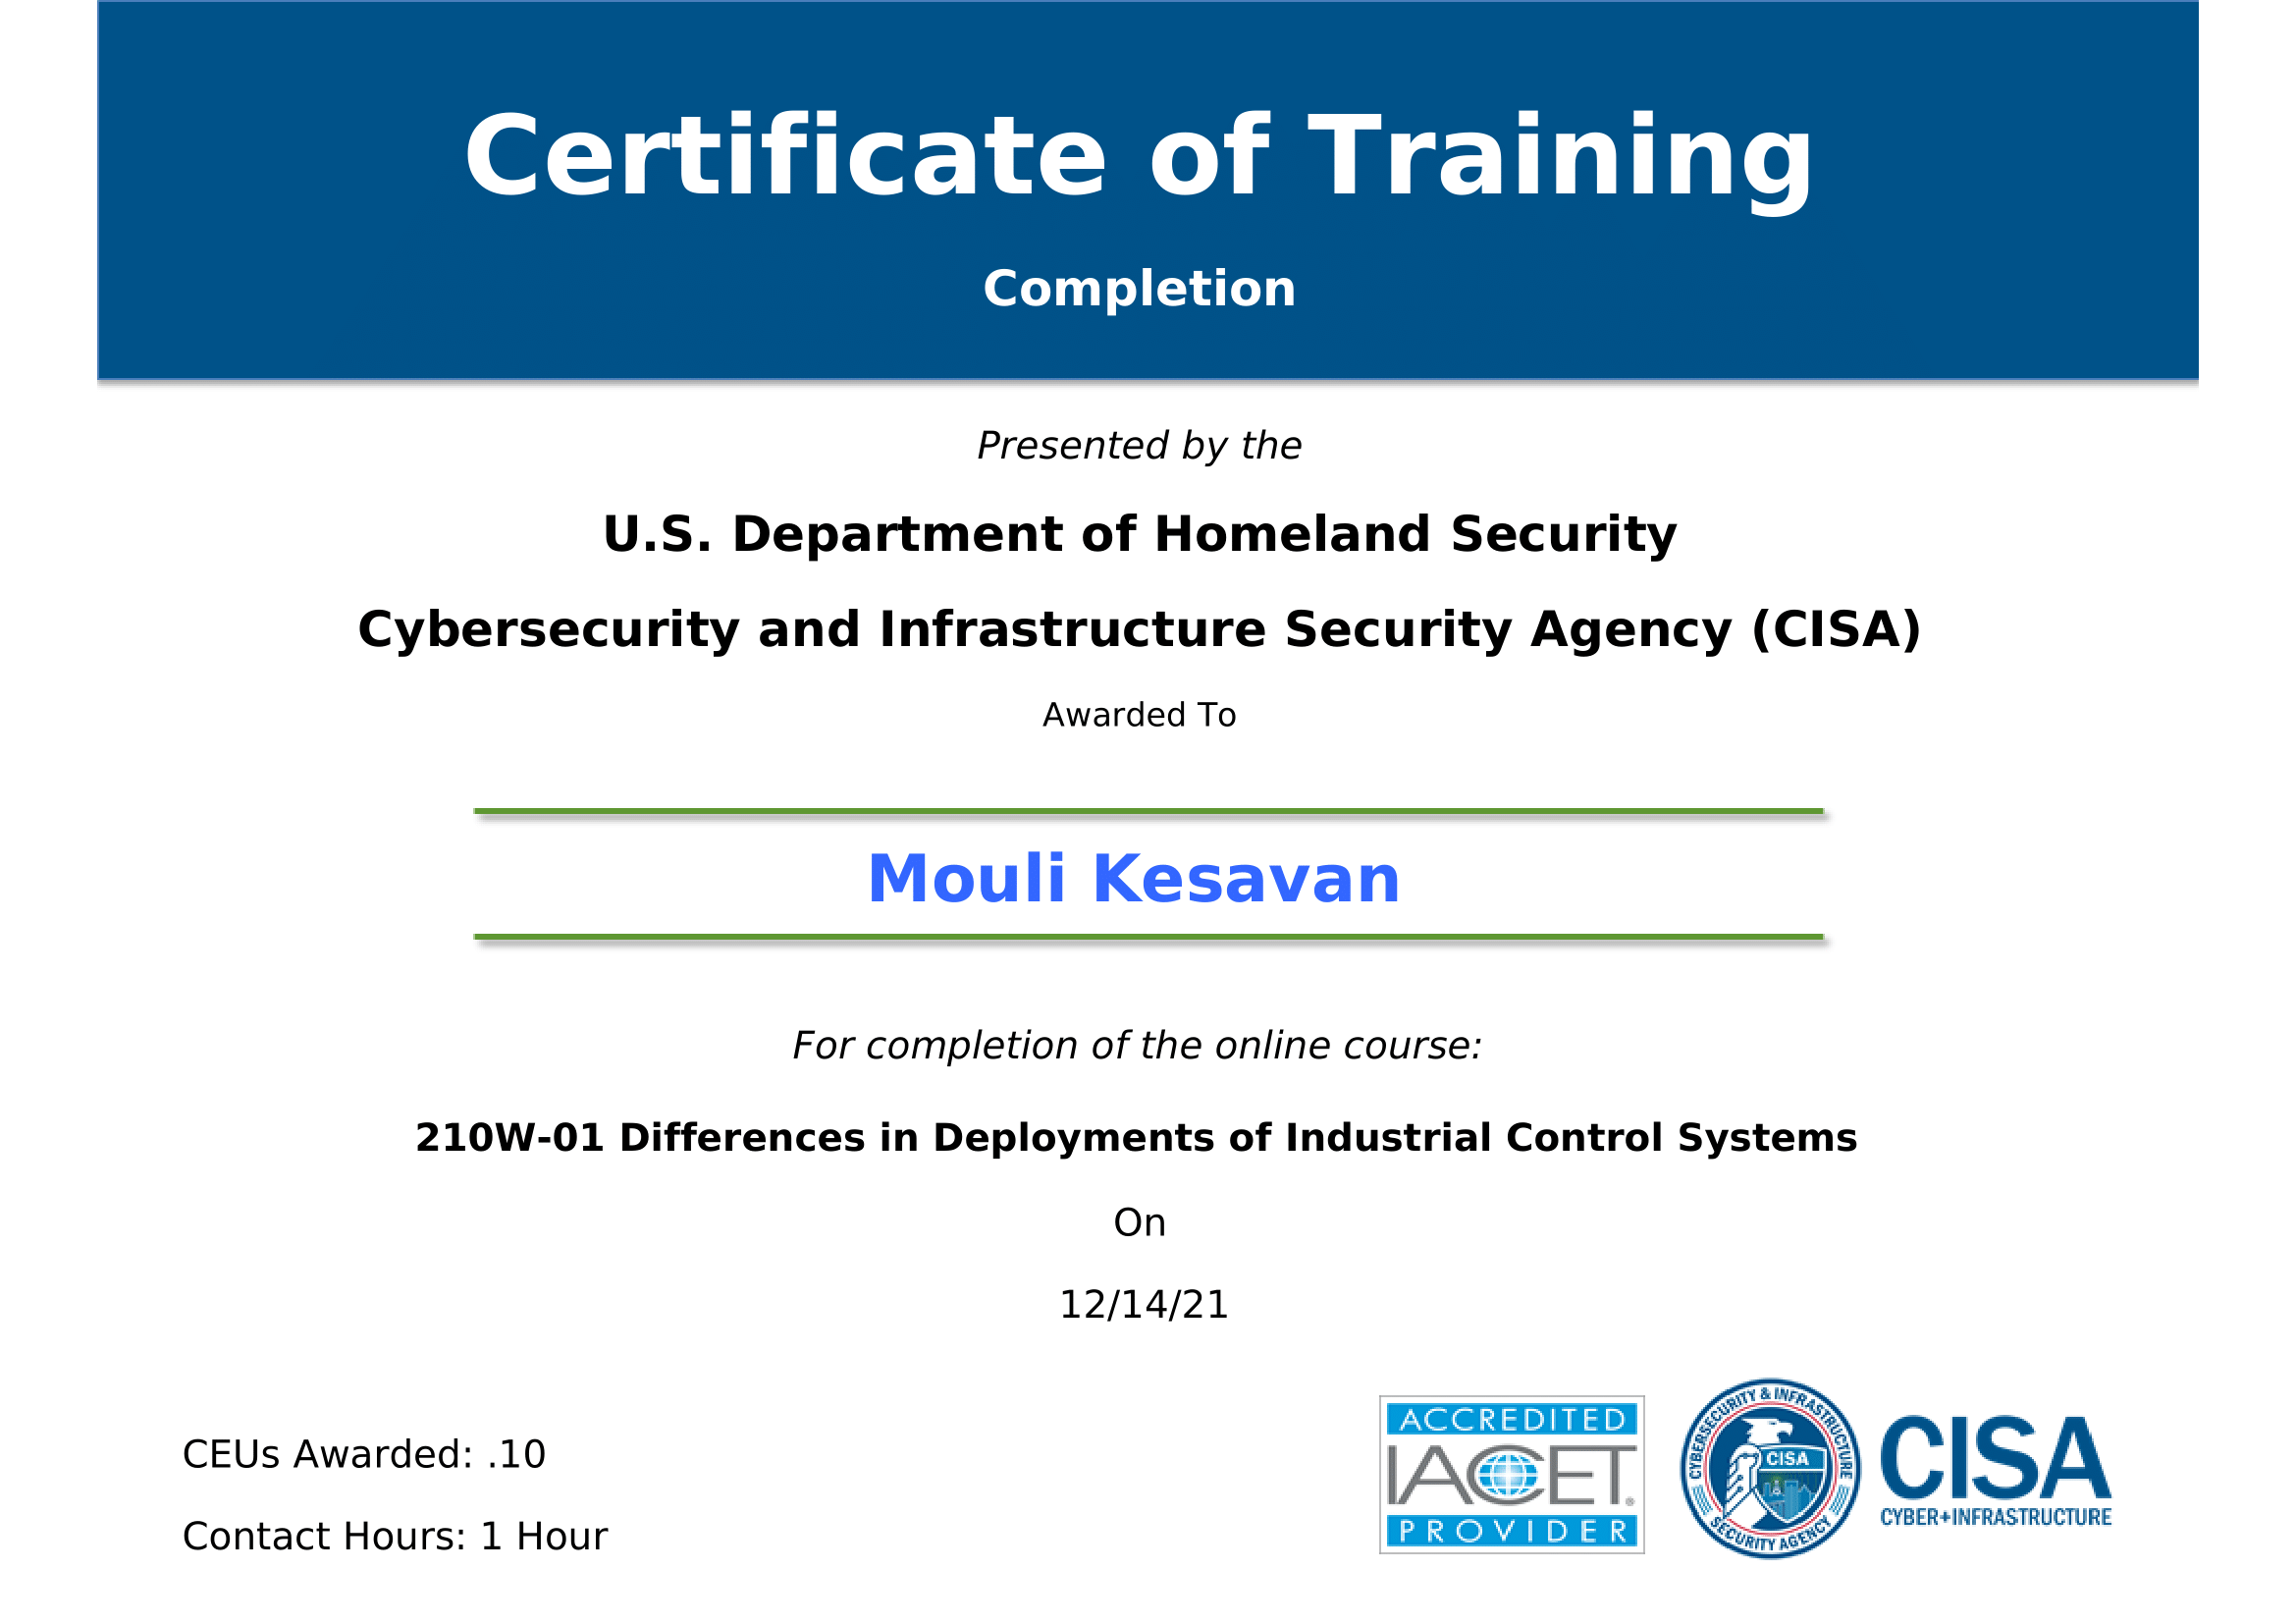 Certificate of Training
Completion
Presented by the
U.S. Department of Homeland Security
Cybersecurity and Infrastructure Security Agency (CISA)
Awarded To
Mouli Kesavan
For completion of the online course:
210W-01 Differences in Deployments of Industrial Control Systems
On
12/14/21
CEUs Awarded: .10
Contact Hours: 1 Hour
ACCREDITED
IACET®
PROVIDER
CYBERSECURITY & INFRASTRUCTURE
CISA
SECURITY AGENCY
CISA
CYBER+INFRASTRUCTURE